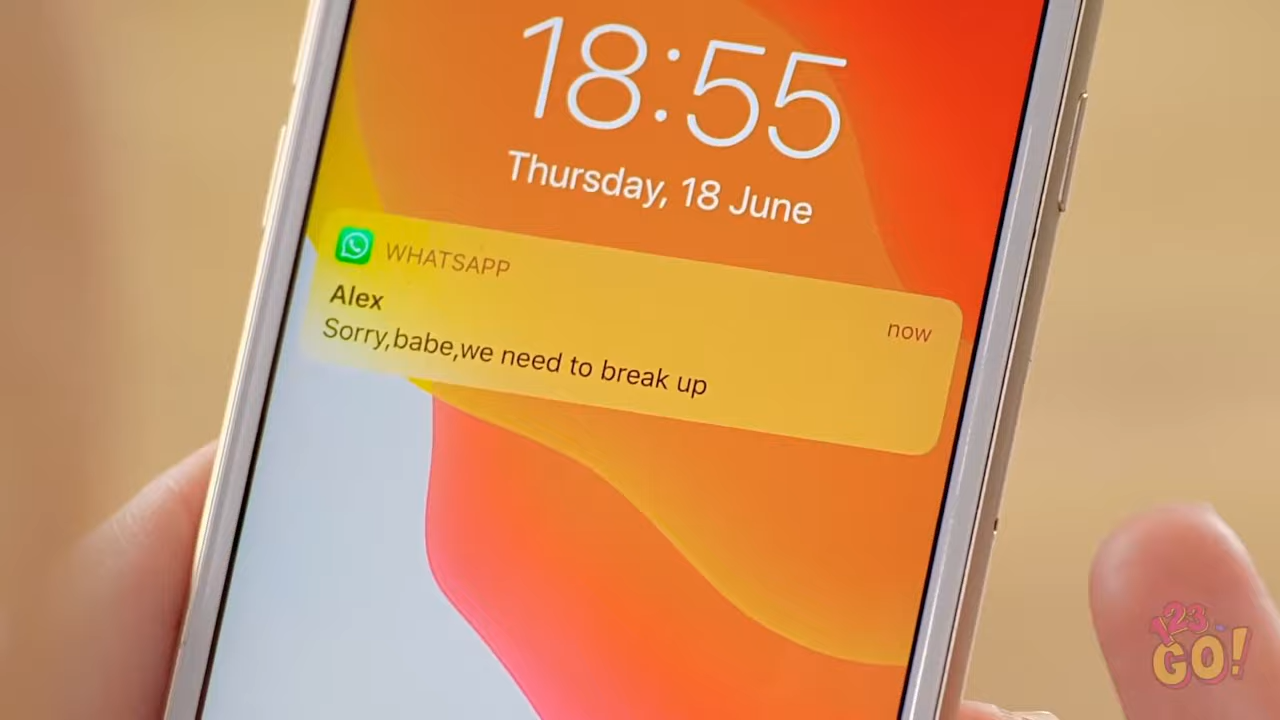 18:55
Thursday, 18 June
WHATSAPP
now
Alex
Sorry,babe,we need to break up
123
GO!